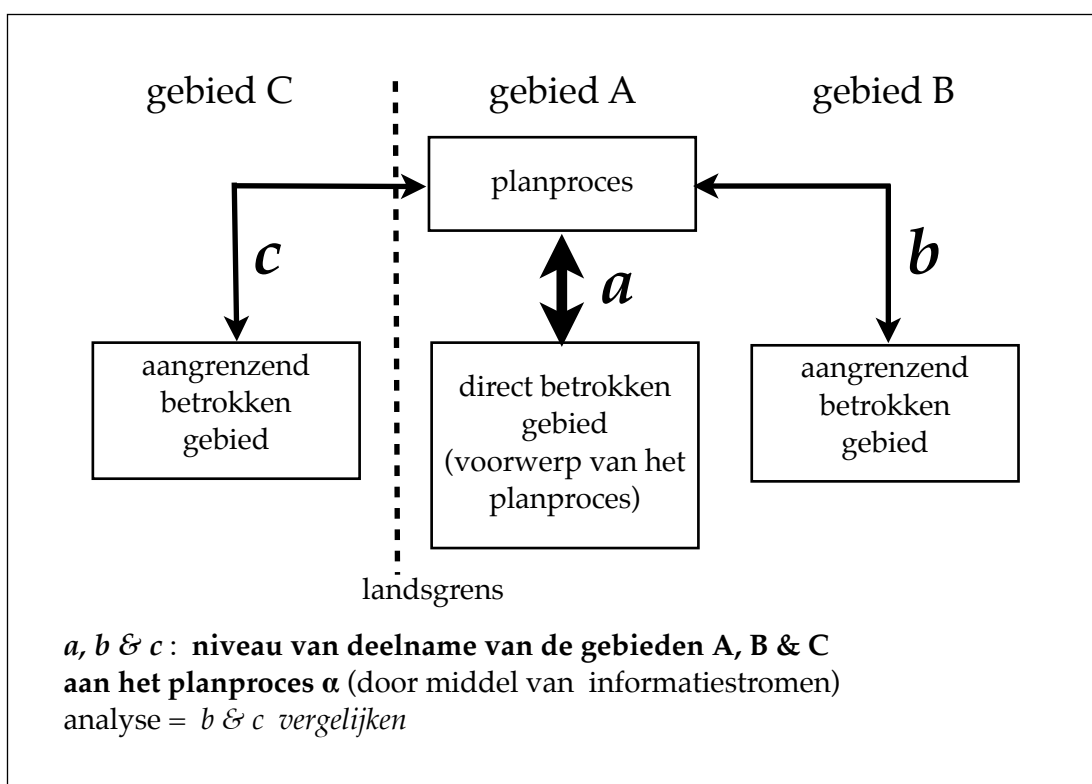 gebied C
gebied A
gebied B
planproces
c
a
b
aangrenzend
betrokken
gebied
direct betrokken
gebied
(voorwerp van het
planproces)
aangrenzend
betrokken
gebied
landsgrens
a, b & c : niveau van deelname van de gebieden A, B & C
aan het planproces α (door middel van informatiestromen)
analyse = b & c vergelijken